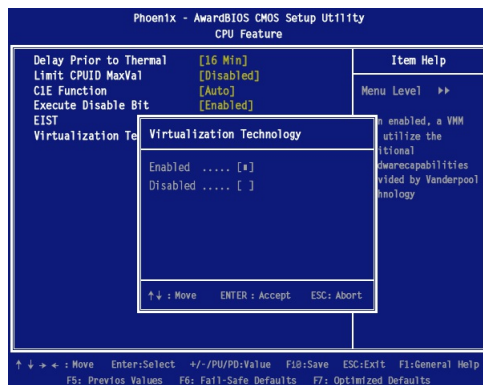 Phoenix - AwardBIOS CMOS Setup Utility
CPU Feature
Delay Prior to Thermal [16 Min]
Limit CPUID MaxVal [Disabled]
C1E Function [Auto]
Execute Disable Bit [Enabled]
EIST
Virtualization Te
Item Help
Menu Level ▸▸
n enabled, a VMM
utilize the
itional
dwarecapabilities
vided by Vanderpool
hnology
Virtualization Technology
Enabled ..... [▪]
Disabled ..... [ ]
↑↓ : Move ENTER : Accept ESC: Abort
↑ ↓ → ← : Move Enter:Select +/-/PU/PD:Value F10:Save ESC:Exit F1:General Help
F5: Previos Values F6: Fail-Safe Defaults F7: Optimized Defaults